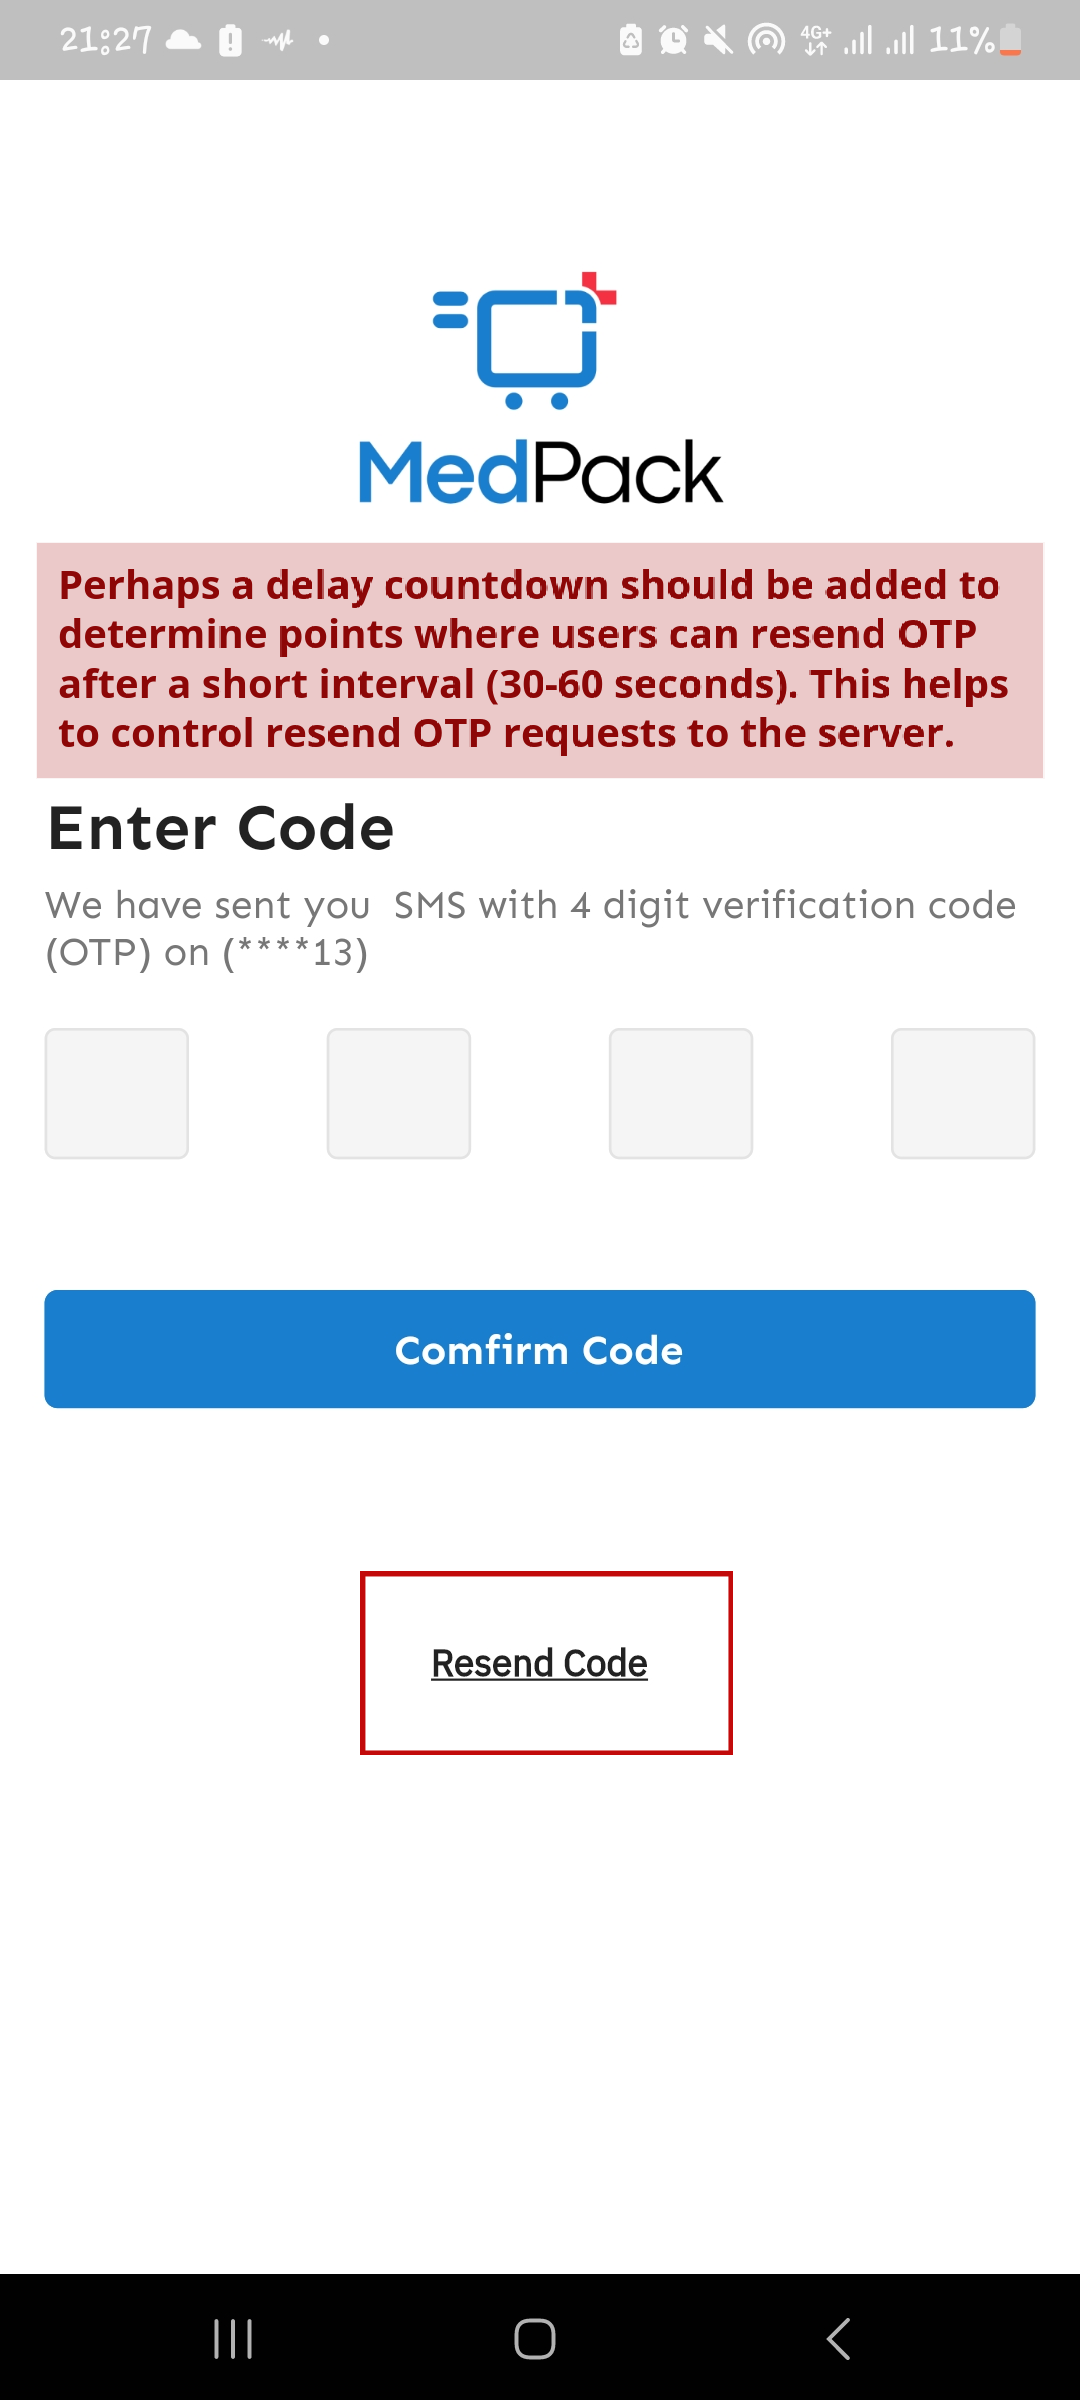 21:27 4G+ 11%
MedPack
Perhaps a delay countdown should be added to
determine points where users can resend OTP
after a short interval (30-60 seconds). This helps
to control resend OTP requests to the server.
Enter Code
We have sent you  SMS with 4 digit verification code
(OTP) on (****13)
Comfirm Code
Resend Code